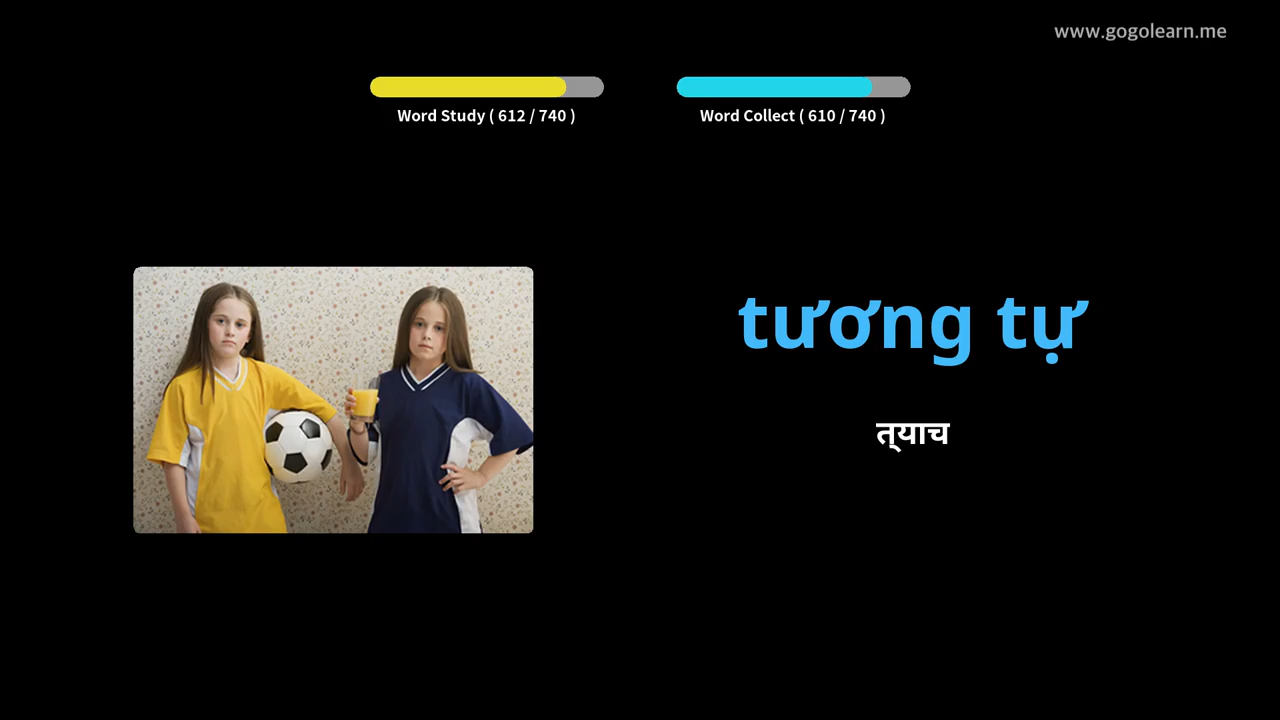 www.gogolearn.me
Word Study ( 612 / 740 )
Word Collect ( 610 / 740 )
tương tự
त्याच